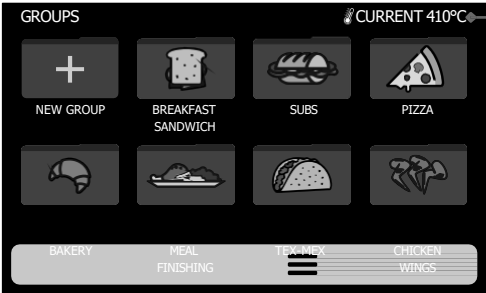 GROUPS
CURRENT 410°C
NEW GROUP
BREAKFAST
SANDWICH
SUBS
PIZZA
BAKERY
MEAL
FINISHING
TEX-MEX
CHICKEN
WINGS